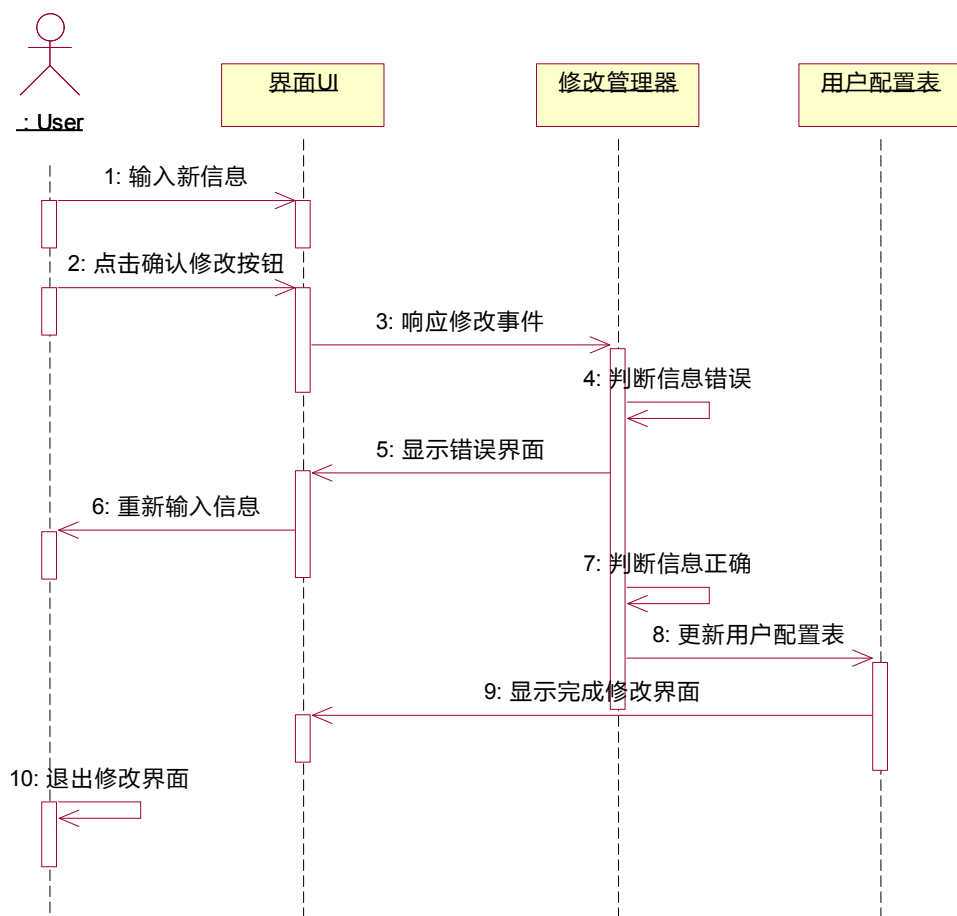 界面UI
修改管理器
用户配置表
: User
1: 输入新信息
2: 点击确认修改按钮
3: 响应修改事件
4: 判断信息错误
5: 显示错误界面
6: 重新输入信息
7: 判断信息正确
8: 更新用户配置表
9: 显示完成修改界面
10: 退出修改界面